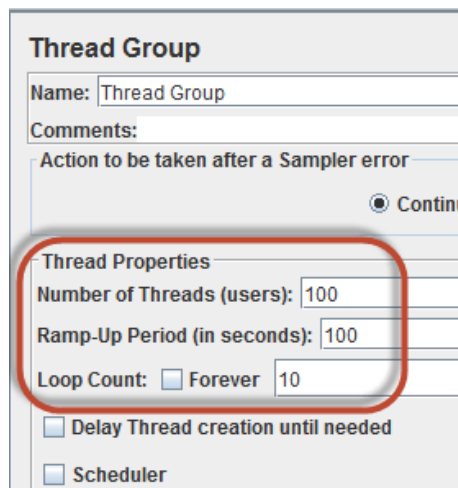 Thread Group
Name: Thread Group
Comments:
Action to be taken after a Sampler error
Thread Properties
Number of Threads (users): 100
Ramp-Up Period (in seconds): 100
Loop Count: Forever 10
Delay Thread creation until needed
Scheduler